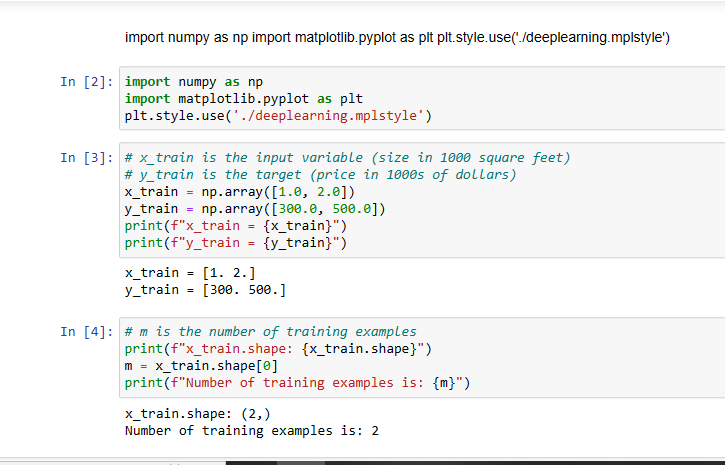 import numpy as np import matplotlib.pyplot as plt plt.style.use('./deeplearning.mplstyle')
In [2]: import numpy as np
import matplotlib.pyplot as plt
plt.style.use('./deeplearning.mplstyle')
In [3]: # x_train is the input variable (size in 1000 square feet)
# y_train is the target (price in 1000s of dollars)
x_train = np.array([1.0, 2.0])
y_train = np.array([300.0, 500.0])
print(f"x_train = {x_train}")
print(f"y_train = {y_train}")
x_train = [1. 2.]
y_train = [300. 500.]
In [4]: # m is the number of training examples
print(f"x_train.shape: {x_train.shape}")
m = x_train.shape[0]
print(f"Number of training examples is: {m}")
x_train.shape: (2,)
Number of training examples is: 2